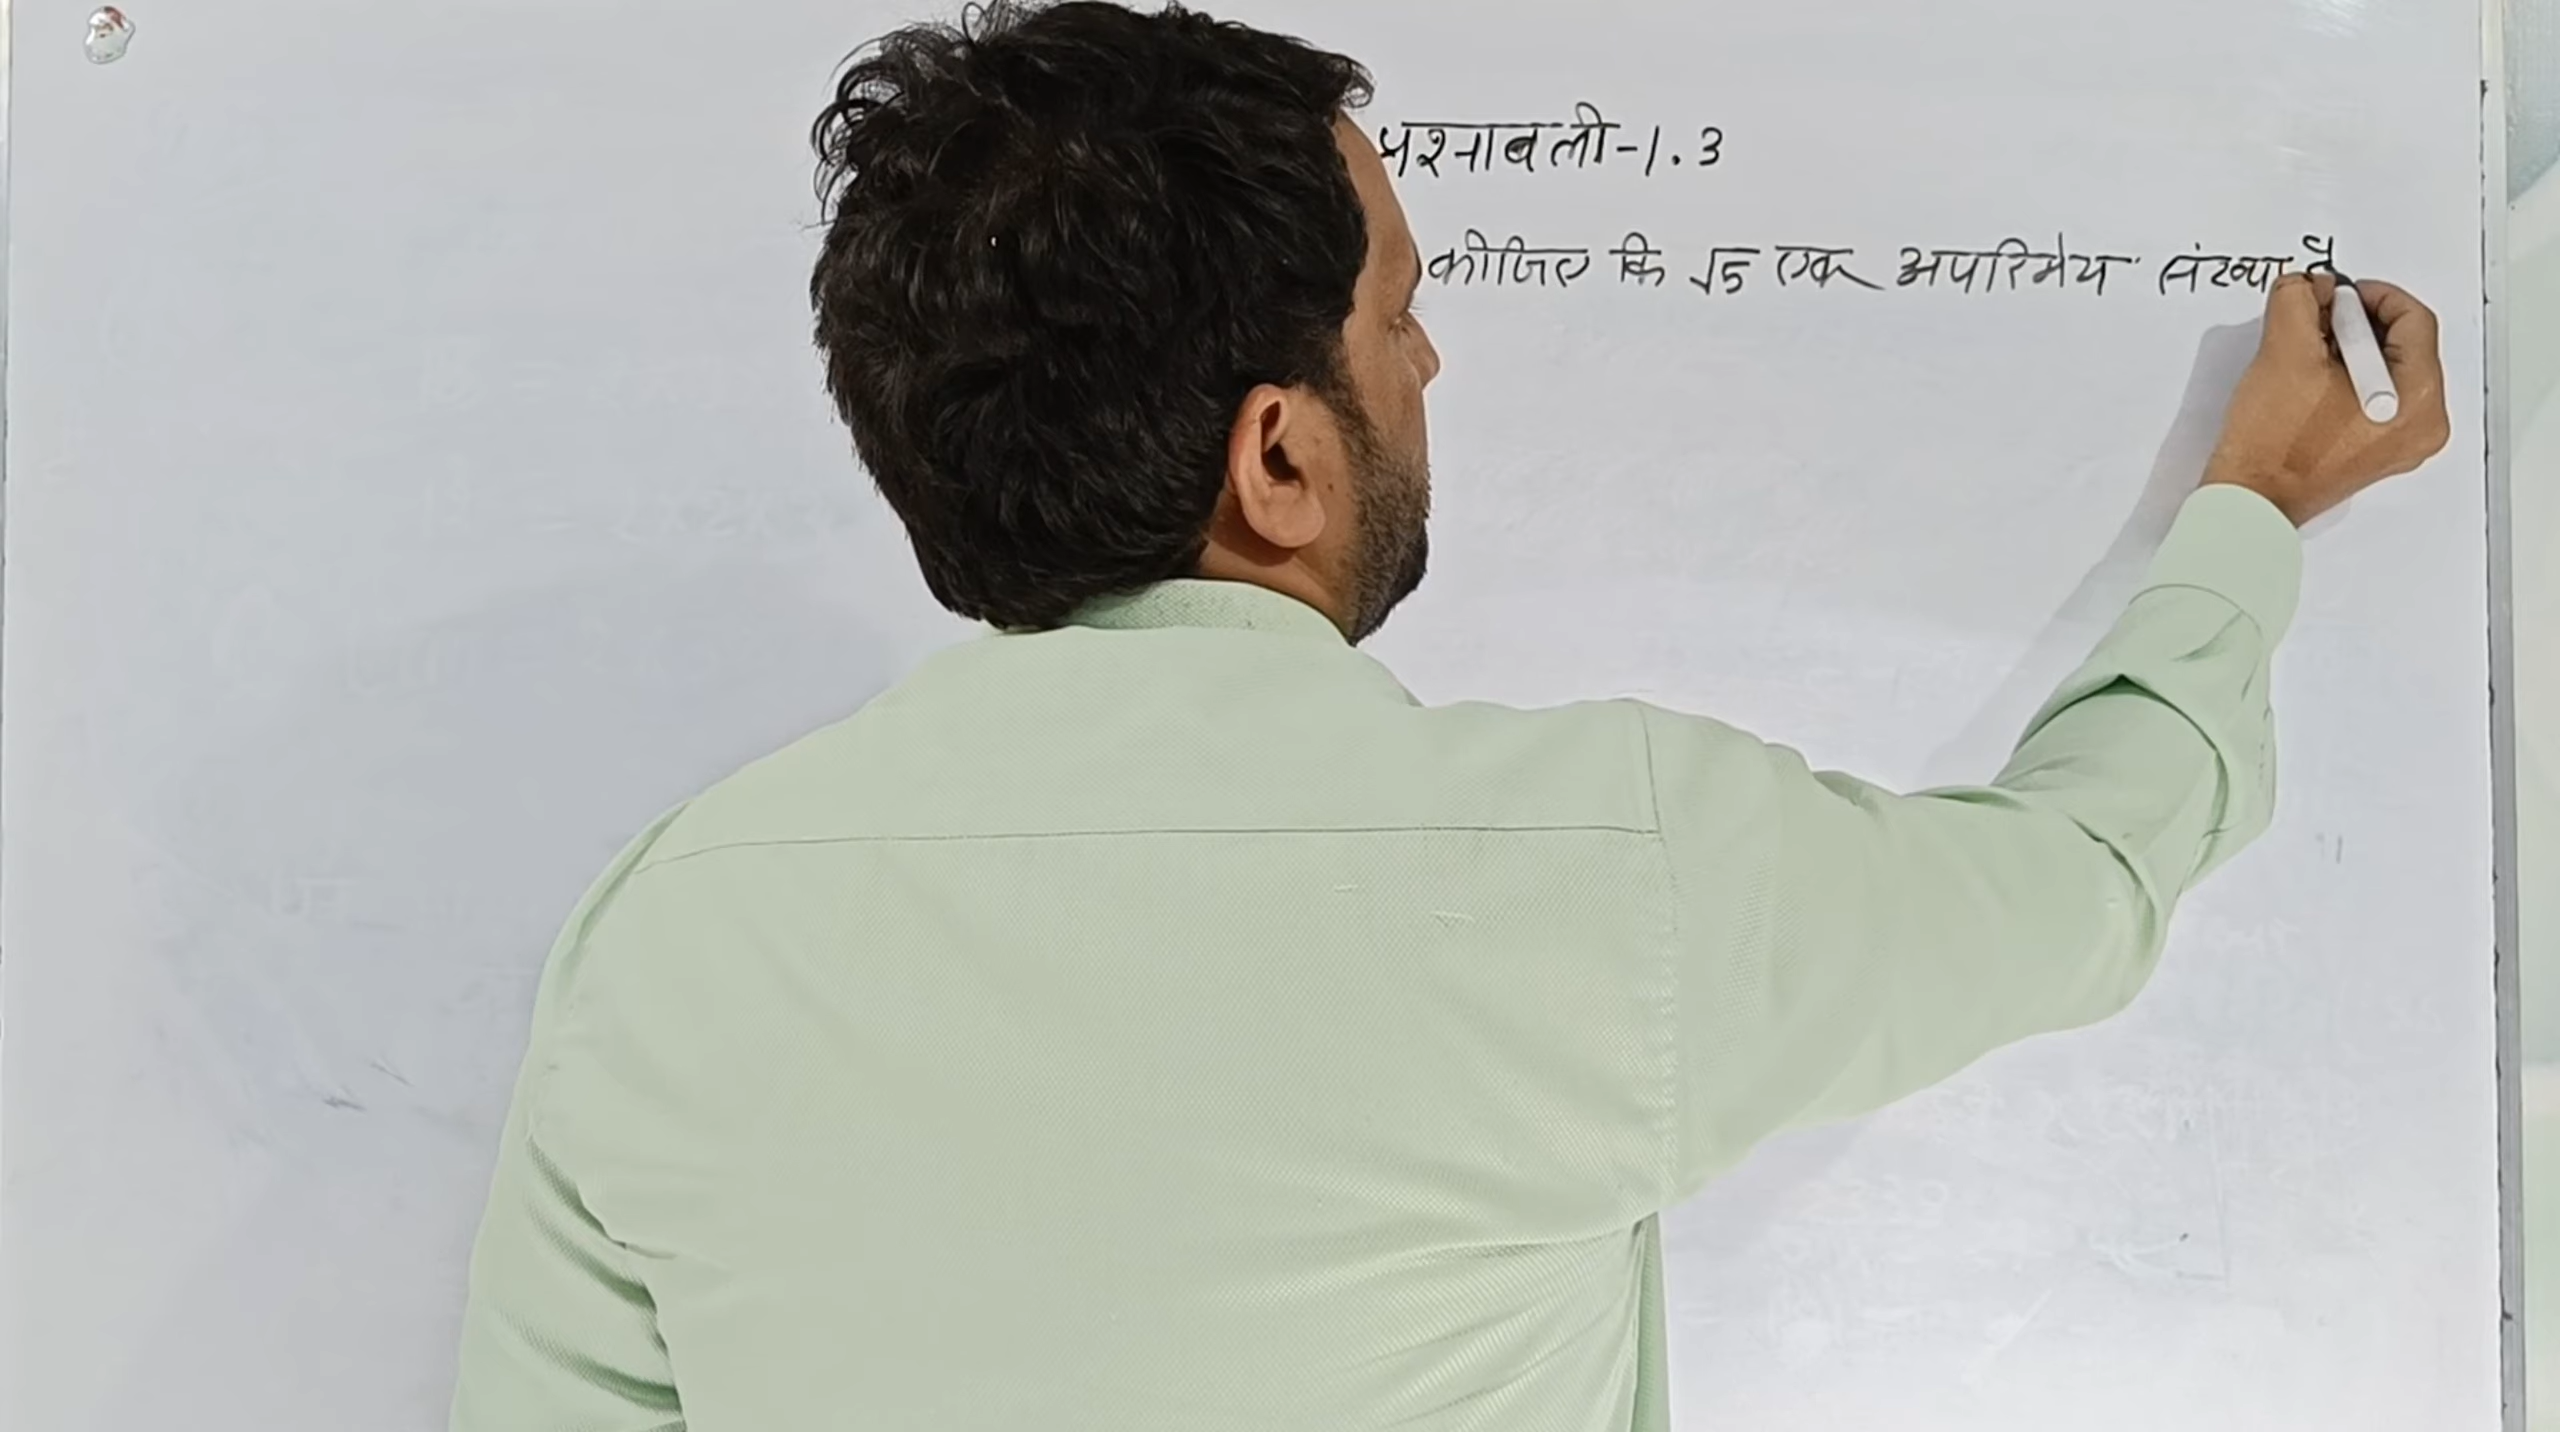 प्रश्नावली-1.3
कीजिए कि √5 एक अपरिमेय संख्या है